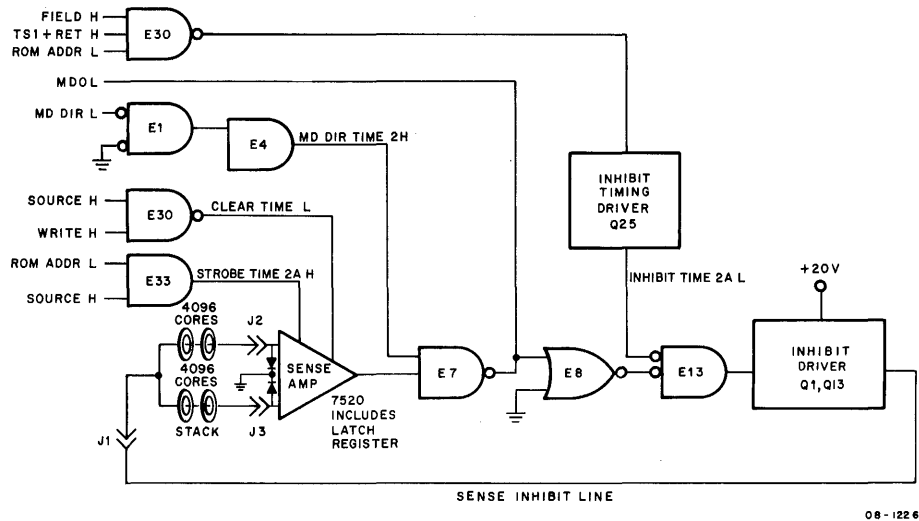 FIELD H
TS1+RET H
ROM ADDR L
E30
MD0L
MD DIR L
E1
E4
MD DIR TIME 2H
INHIBIT
TIMING
DRIVER
Q25
SOURCE H
WRITE H
E30
CLEAR TIME L
ROM ADDR L
SOURCE H
E33
STROBE TIME 2A H
INHIBIT TIME 2A L
+20V
4096
CORES
J2
4096
CORES
STACK
J3
J1
SENSE
AMP
7520
INCLUDES
LATCH
REGISTER
E7
E8
E13
INHIBIT
DRIVER
Q1,Q13
SENSE INHIBIT LINE
08-1226